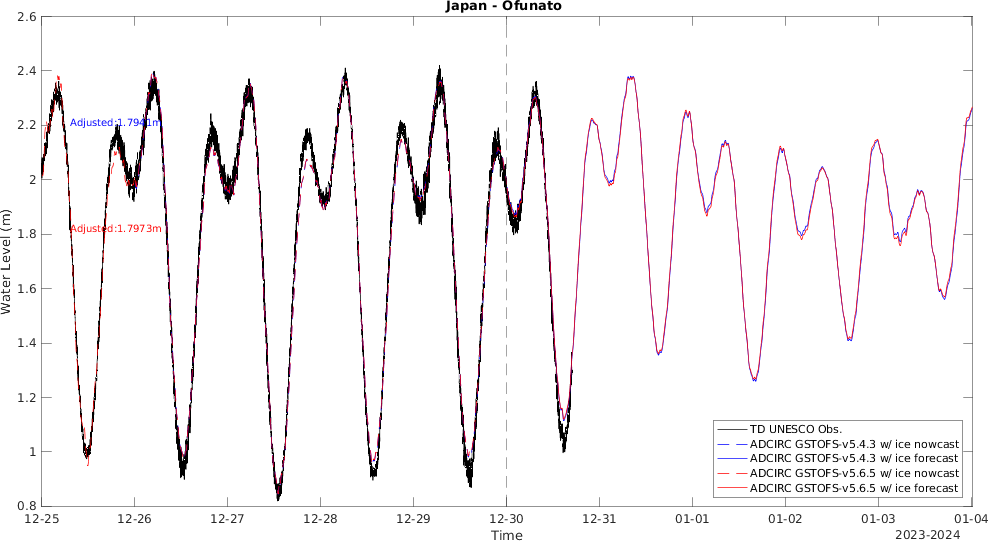 Japan - Ofunato
Water Level (m)
2.6
2.4
2.2
2
1.8
1.6
1.4
1.2
1
0.8
Adjusted:1.7941m
Adjusted:1.7973m
TD UNESCO Obs.
ADCIRC GSTOFS-v5.4.3 w/ ice nowcast
ADCIRC GSTOFS-v5.4.3 w/ ice forecast
ADCIRC GSTOFS-v5.6.5 w/ ice nowcast
ADCIRC GSTOFS-v5.6.5 w/ ice forecast
12-25 12-26 12-27 12-28 12-29 12-30 12-31 01-01 01-02 01-03 01-04
Time
2023-2024